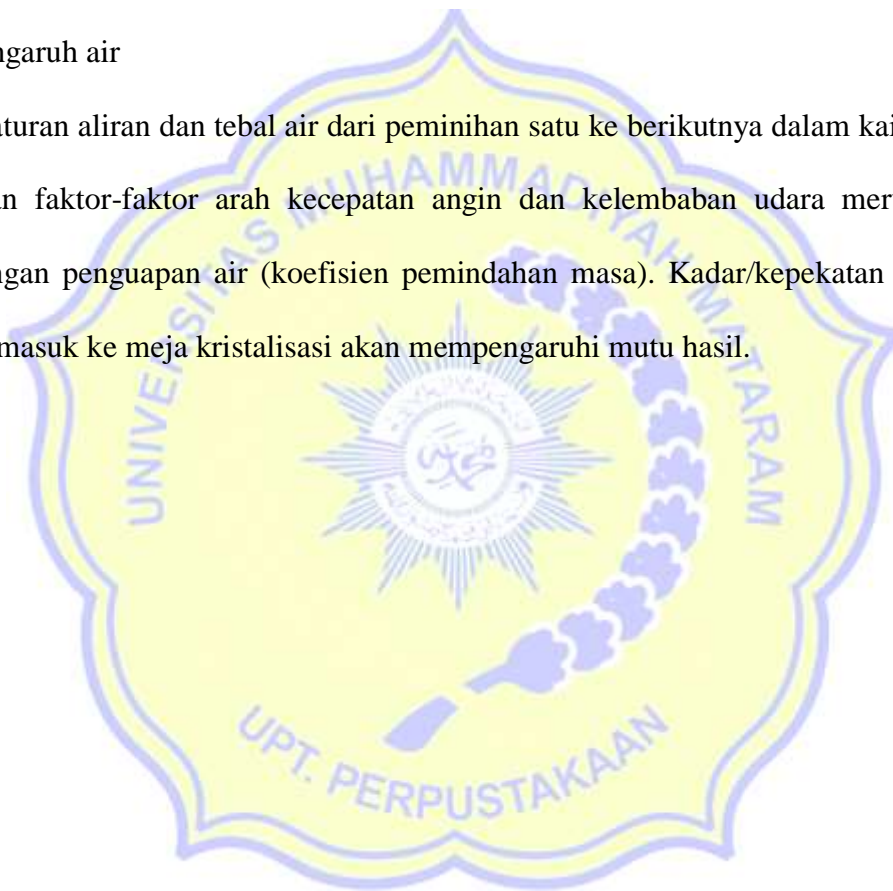 ngaruh air
aturan aliran dan tebal air dari peminihan satu ke berikutnya dalam kai
an faktor-faktor arah kecepatan angin dan kelembaban udara mer
ngan penguapan air (koefisien pemindahan masa). Kadar/kepekatan
masuk ke meja kristalisasi akan mempengaruhi mutu hasil.
UNIVERSITAS MUHAMMADIYAH MATARAM
UPT. PERPUSTAKAAN